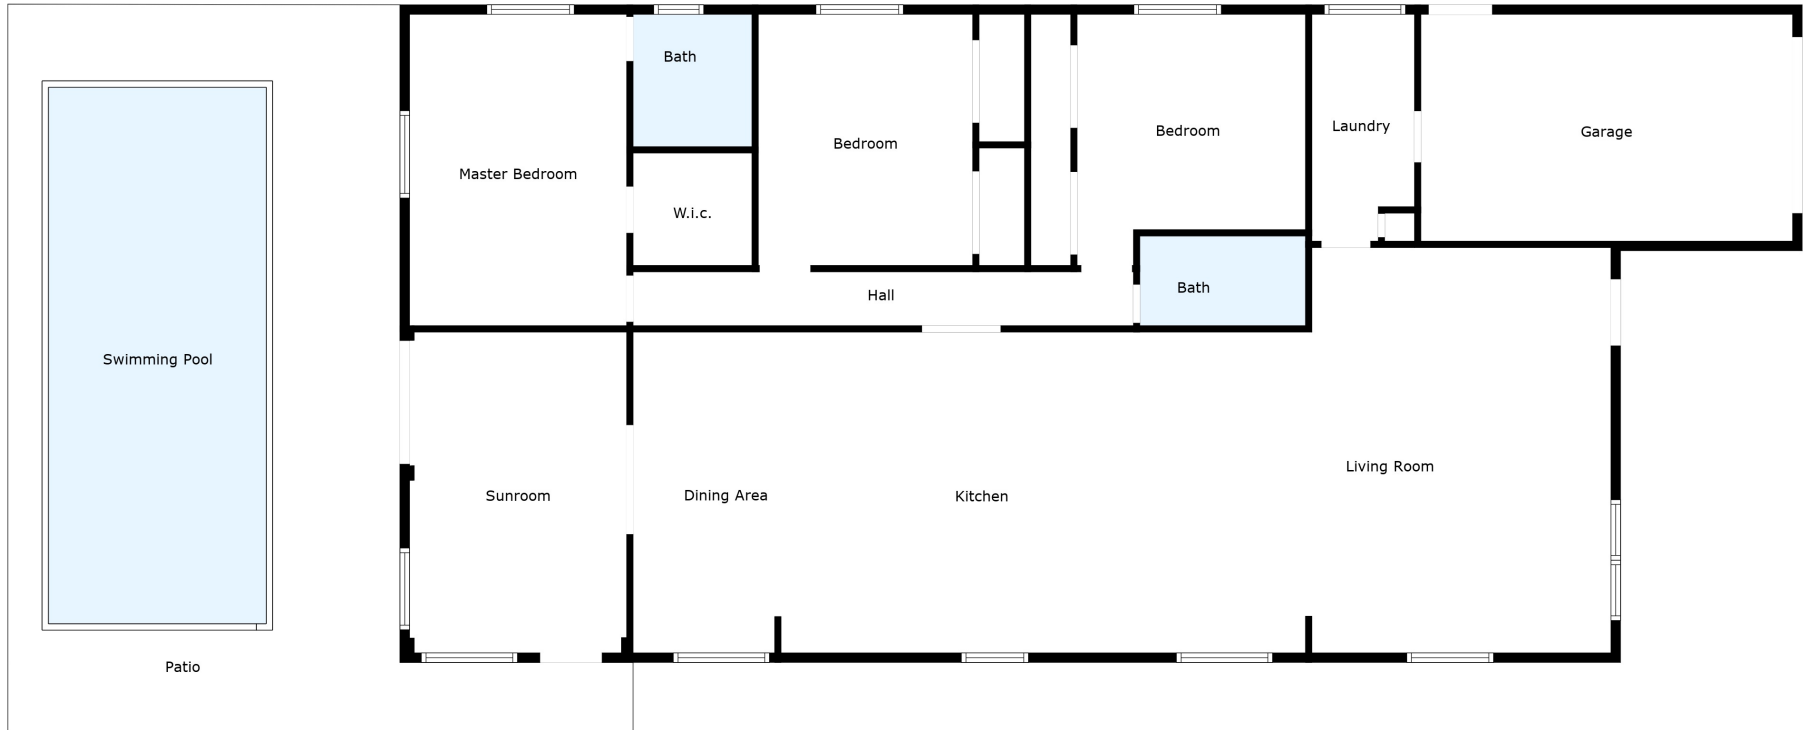 Bath
Bedroom
Bedroom
Laundry
Garage
Master Bedroom
W.i.c.
Hall
Bath
Swimming Pool
Sunroom
Dining Area
Kitchen
Living Room
Patio